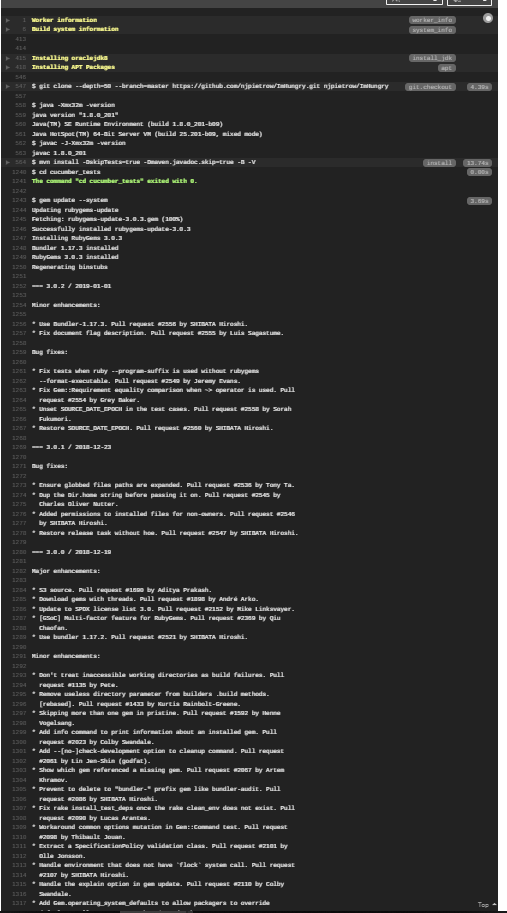 1 Worker information worker_info
6 Build system information system_info
413
414
415 Installing oraclejdk8 install_jdk
416 Installing APT Packages apt
546
547 $ git clone --depth=50 --branch=master https://github.com/njpietrow/ImHungry.git njpietrow/ImHungry git.checkout 4.39s
557
558 $ java -Xmx32m -version
559 java version "1.8.0_201"
560 Java(TM) SE Runtime Environment (build 1.8.0_201-b09)
561 Java HotSpot(TM) 64-Bit Server VM (build 25.201-b09, mixed mode)
562 $ javac -J-Xmx32m -version
563 javac 1.8.0_201
564 $ mvn install -DskipTests=true -Dmaven.javadoc.skip=true -B -V install 13.74s
1240 $ cd cucumber_tests 0.00s
1241 The command "cd cucumber_tests" exited with 0.
1242
1243 $ gem update --system 3.69s
1244 Updating rubygems-update
1245 Fetching: rubygems-update-3.0.3.gem (100%)
1246 Successfully installed rubygems-update-3.0.3
1247 Installing RubyGems 3.0.3
1248 Bundler 1.17.3 installed
1249 RubyGems 3.0.3 installed
1250 Regenerating binstubs
1251
1252 === 3.0.2 / 2019-01-01
1253
1254 Minor enhancements:
1255
1256 * Use Bundler-1.17.3. Pull request #2556 by SHIBATA Hiroshi.
1257 * Fix document flag description. Pull request #2555 by Luis Sagastume.
1258
1259 Bug fixes:
1260
1261 * Fix tests when ruby --program-suffix is used without rubygems
1262 --format-executable. Pull request #2549 by Jeremy Evans.
1263 * Fix Gem::Requirement equality comparison when ~> operator is used. Pull
1264 request #2554 by Grey Baker.
1265 * Unset SOURCE_DATE_EPOCH in the test cases. Pull request #2558 by Sorah
1266 Fukumori.
1267 * Restore SOURCE_DATE_EPOCH. Pull request #2560 by SHIBATA Hiroshi.
1268
1269 === 3.0.1 / 2018-12-23
1270
1271 Bug fixes:
1272
1273 * Ensure globbed files paths are expanded. Pull request #2536 by Tony Ta.
1274 * Dup the Dir.home string before passing it on. Pull request #2545 by
1275 Charles Oliver Nutter.
1276 * Added permissions to installed files for non-owners. Pull request #2546
1277 by SHIBATA Hiroshi.
1278 * Restore release task without hoe. Pull request #2547 by SHIBATA Hiroshi.
1279
1280 === 3.0.0 / 2018-12-19
1281
1282 Major enhancements:
1283
1284 * S3 source. Pull request #1690 by Aditya Prakash.
1285 * Download gems with threads. Pull request #1898 by André Arko.
1286 * Update to SPDX license list 3.0. Pull request #2152 by Mike Linksvayer.
1287 * [GSoC] Multi-factor feature for RubyGems. Pull request #2369 by Qiu
1288 Chaofan.
1289 * Use bundler 1.17.2. Pull request #2521 by SHIBATA Hiroshi.
1290
1291 Minor enhancements:
1292
1293 * Don't treat inaccessible working directories as build failures. Pull
1294 request #1135 by Pete.
1295 * Remove useless directory parameter from builders .build methods.
1296 [rebased]. Pull request #1433 by Kurtis Rainbolt-Greene.
1297 * Skipping more than one gem in pristine. Pull request #1592 by Henne
1298 Vogelsang.
1299 * Add info command to print information about an installed gem. Pull
1300 request #2023 by Colby Swandale.
1301 * Add --[no-]check-development option to cleanup command. Pull request
1302 #2061 by Lin Jen-Shin (godfat).
1303 * Show which gem referenced a missing gem. Pull request #2067 by Artem
1304 Khramov.
1305 * Prevent to delete to "bundler-" prefix gem like bundler-audit. Pull
1306 request #2086 by SHIBATA Hiroshi.
1307 * Fix rake install_test_deps once the rake clean_env does not exist. Pull
1308 request #2090 by Lucas Arantes.
1309 * Workaround common options mutation in Gem::Command test. Pull request
1310 #2098 by Thibault Jouan.
1311 * Extract a SpecificationPolicy validation class. Pull request #2101 by
1312 Olle Jonsson.
1313 * Handle environment that does not have `flock` system call. Pull request
1314 #2107 by SHIBATA Hiroshi.
1315 * Handle the explain option in gem update. Pull request #2110 by Colby
1316 Swandale.
1317 * Add Gem.operating_system_defaults to allow packagers to override
Top